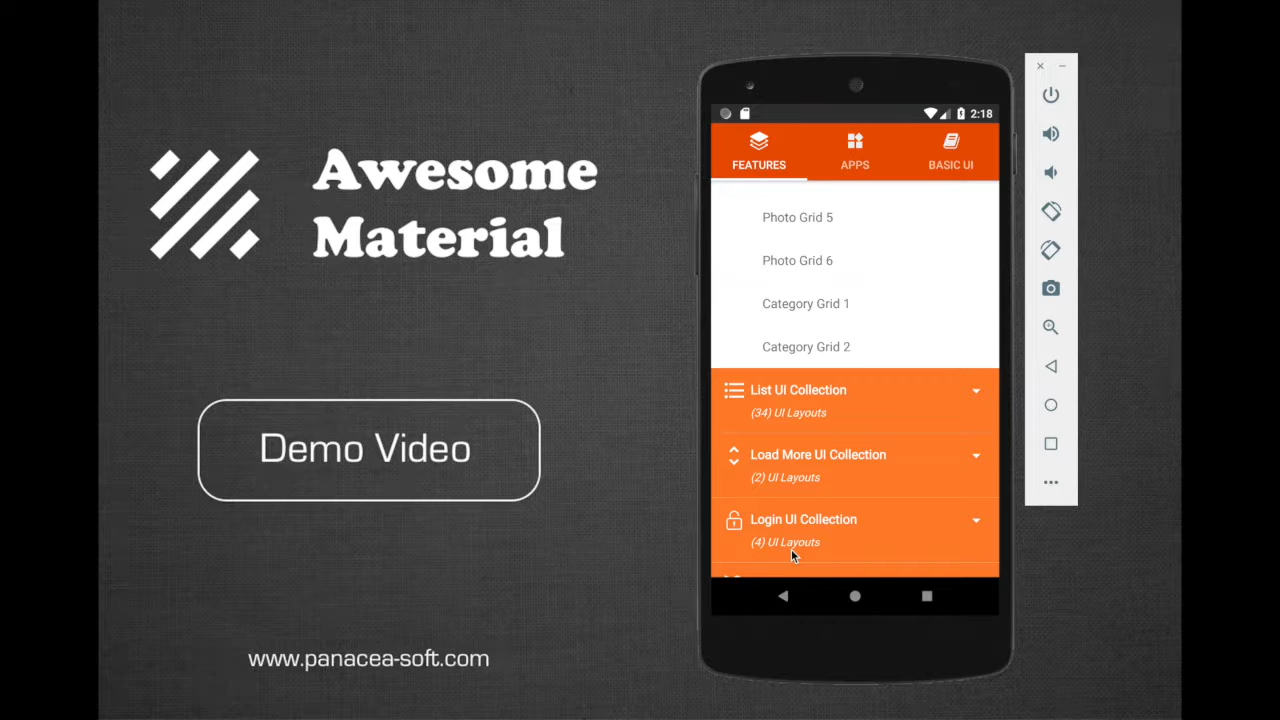 Awesome
Material
Demo Video
www.panacea-soft.com
2:18
FEATURES
APPS
BASIC UI
Photo Grid 5
Photo Grid 6
Category Grid 1
Category Grid 2
List UI Collection
(34) UI Layouts
Load More UI Collection
(2) UI Layouts
Login UI Collection
(4) UI Layouts